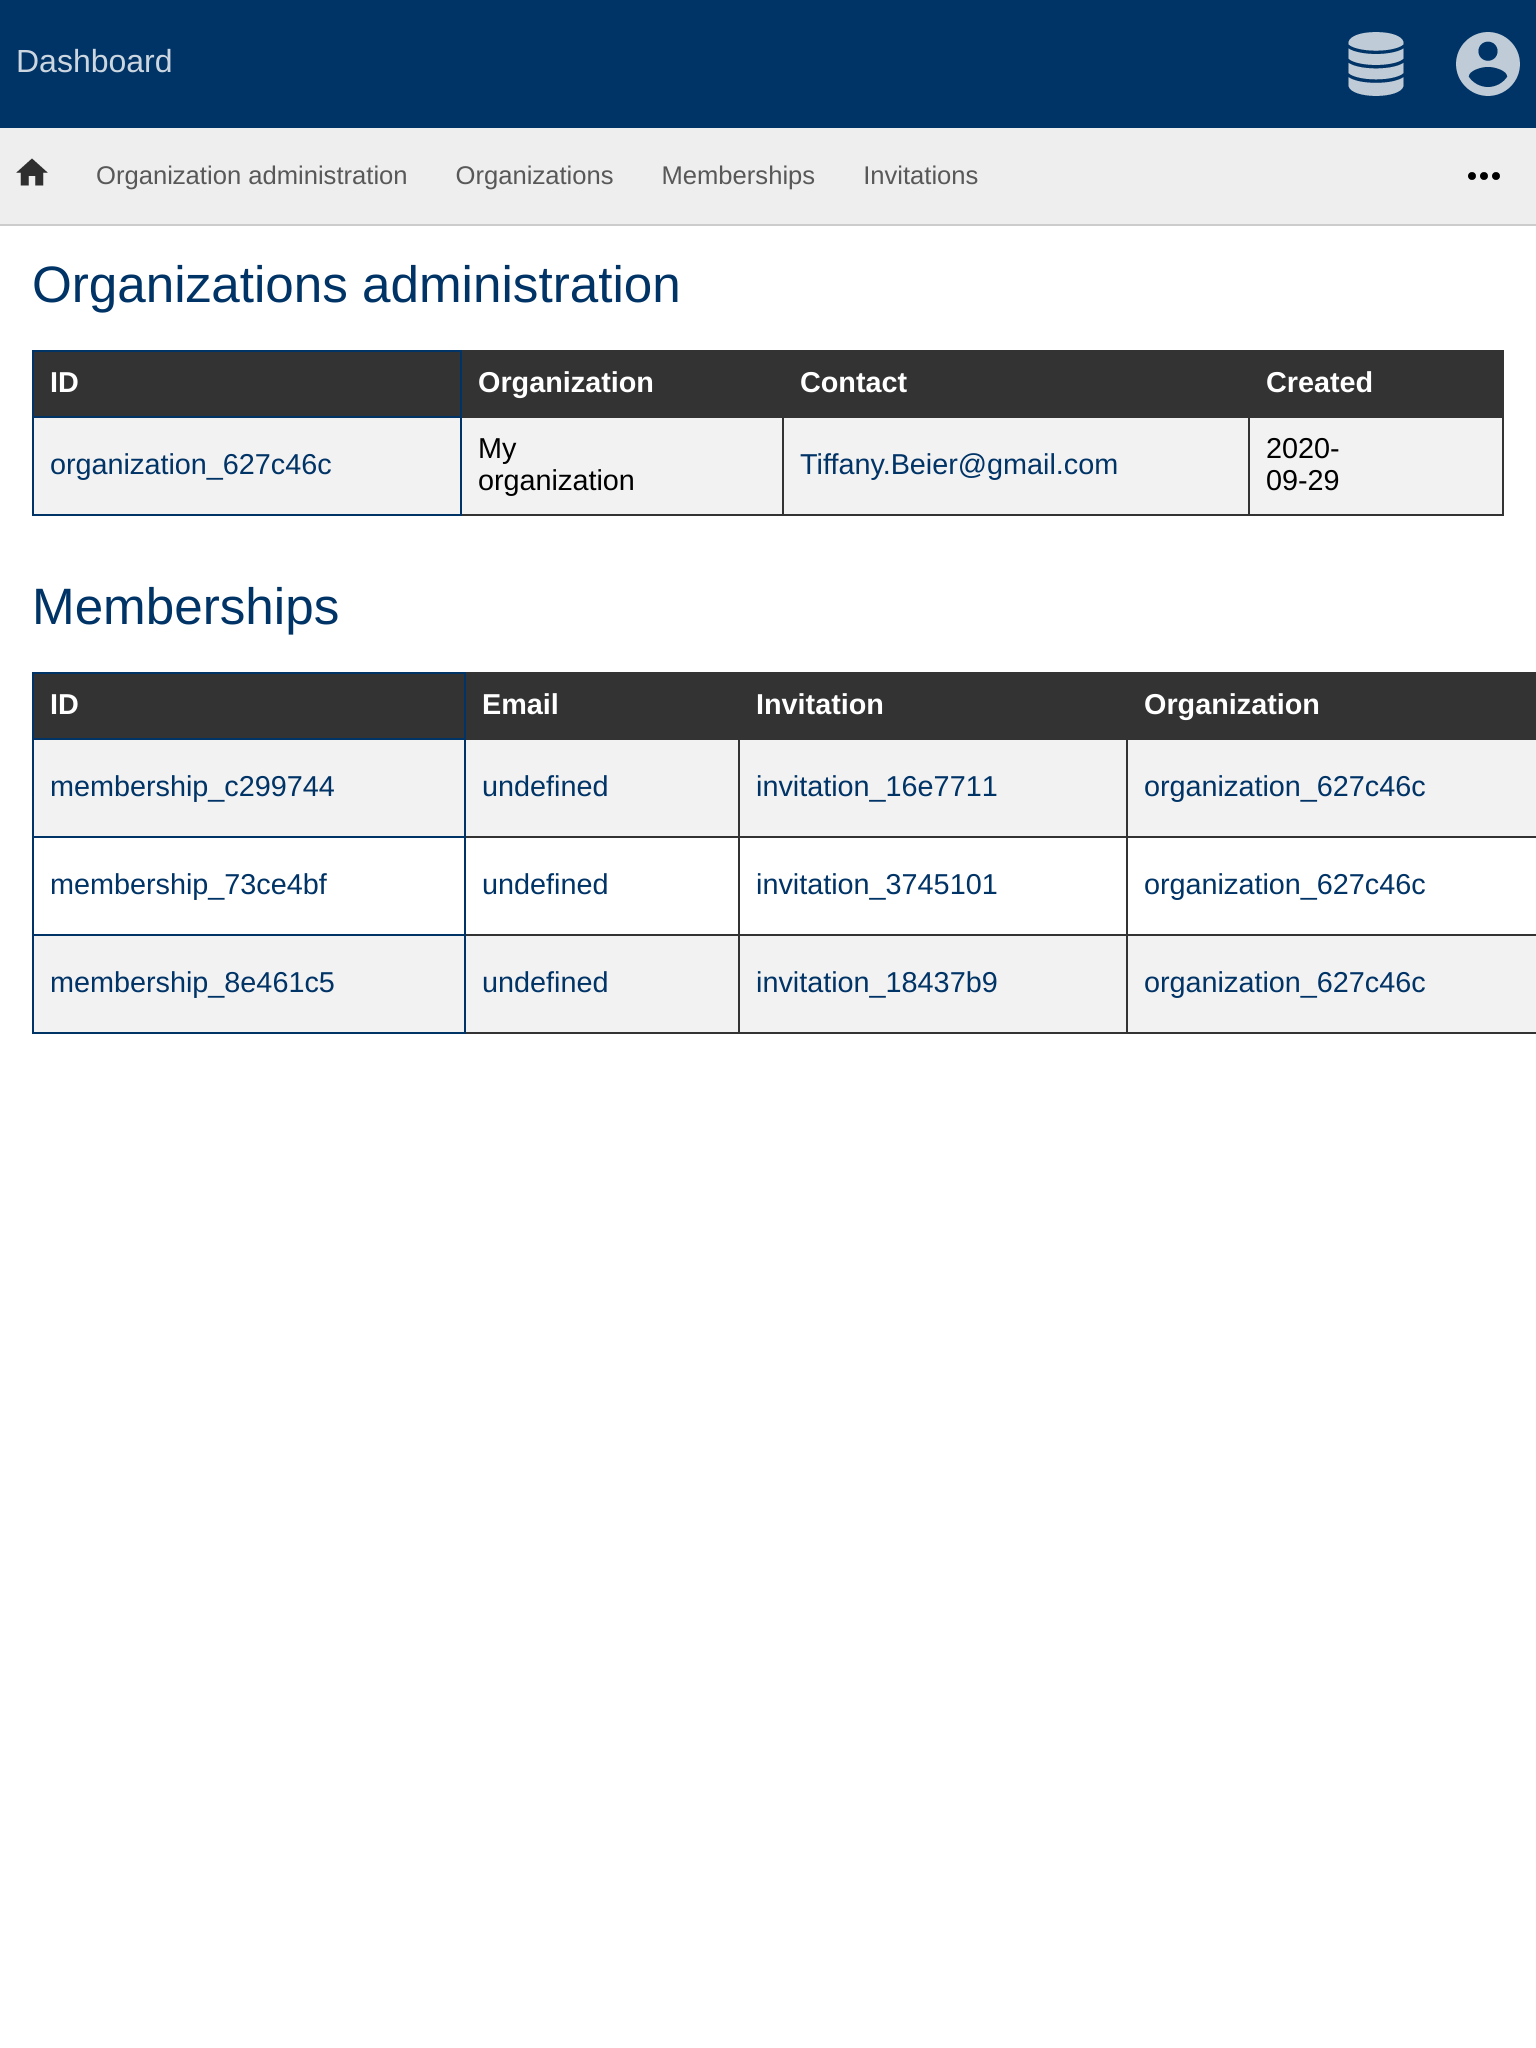 Dashboard
Organization administration Organizations Memberships Invitations
Organizations administration
ID Organization Contact Created
organization_627c46c My organization Tiffany.Beier@gmail.com 2020-09-29
Memberships
ID Email Invitation Organization
membership_c299744 undefined invitation_16e7711 organization_627c46c
membership_73ce4bf undefined invitation_3745101 organization_627c46c
membership_8e461c5 undefined invitation_18437b9 organization_627c46c